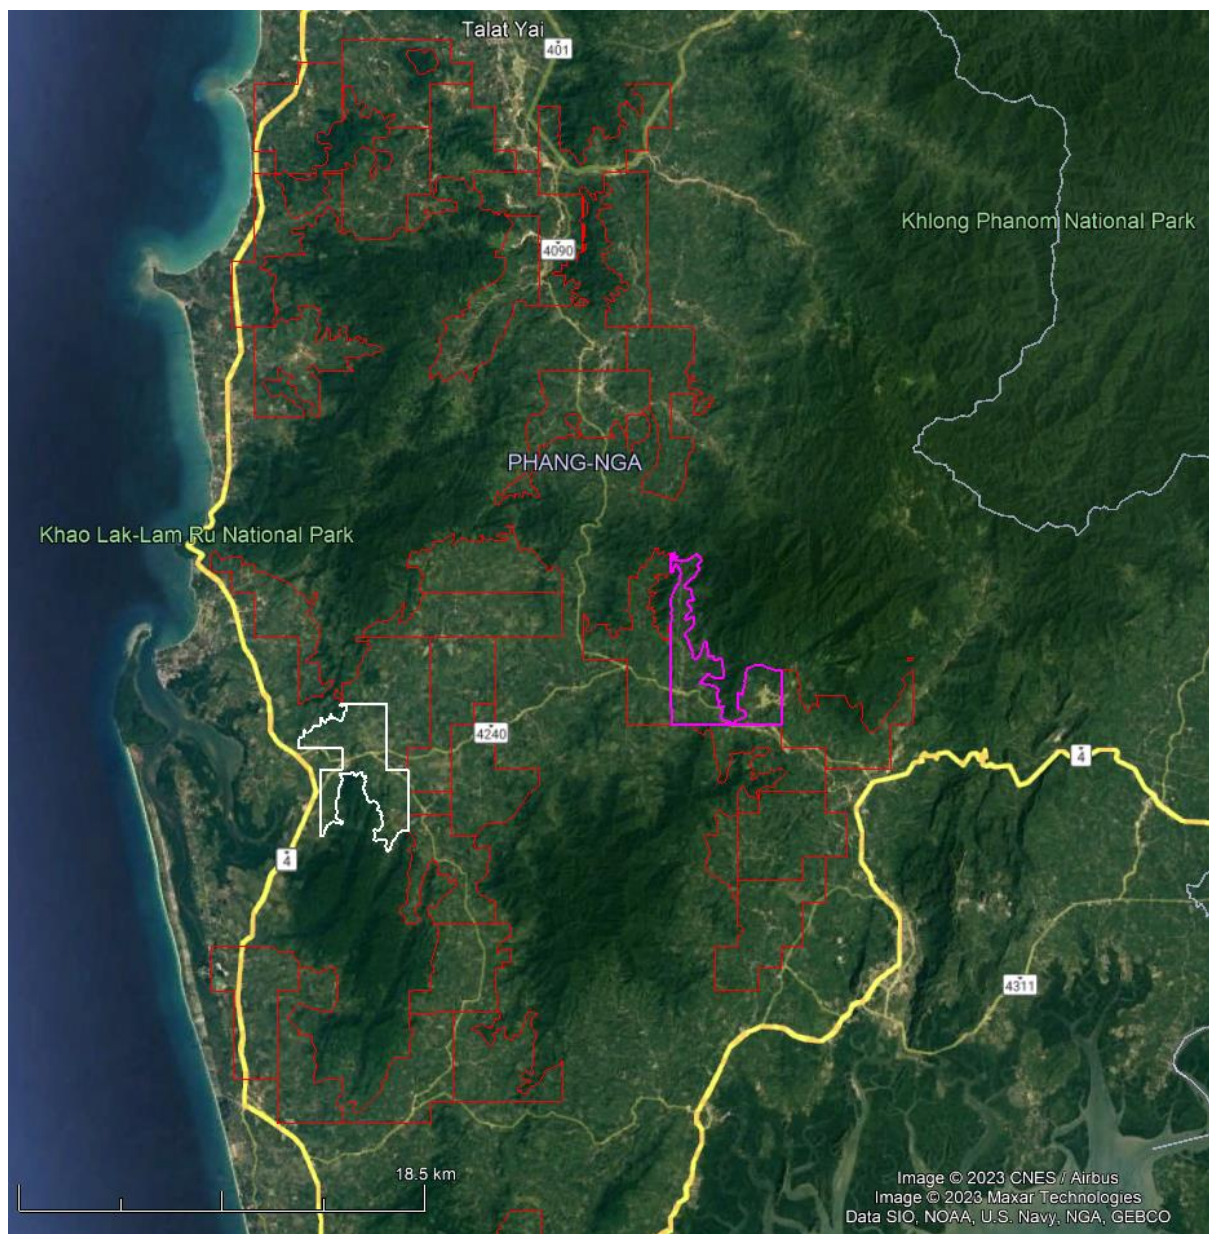 Talat Yai
401
Khlong Phanom National Park
4090
PHANG-NGA
Khao Lak-Lam Ru National Park
4240
4
4
4311
18.5 km
Image © 2023 CNES / Airbus
Image © 2023 Maxar Technologies
Data SIO, NOAA, U.S. Navy, NGA, GEBCO